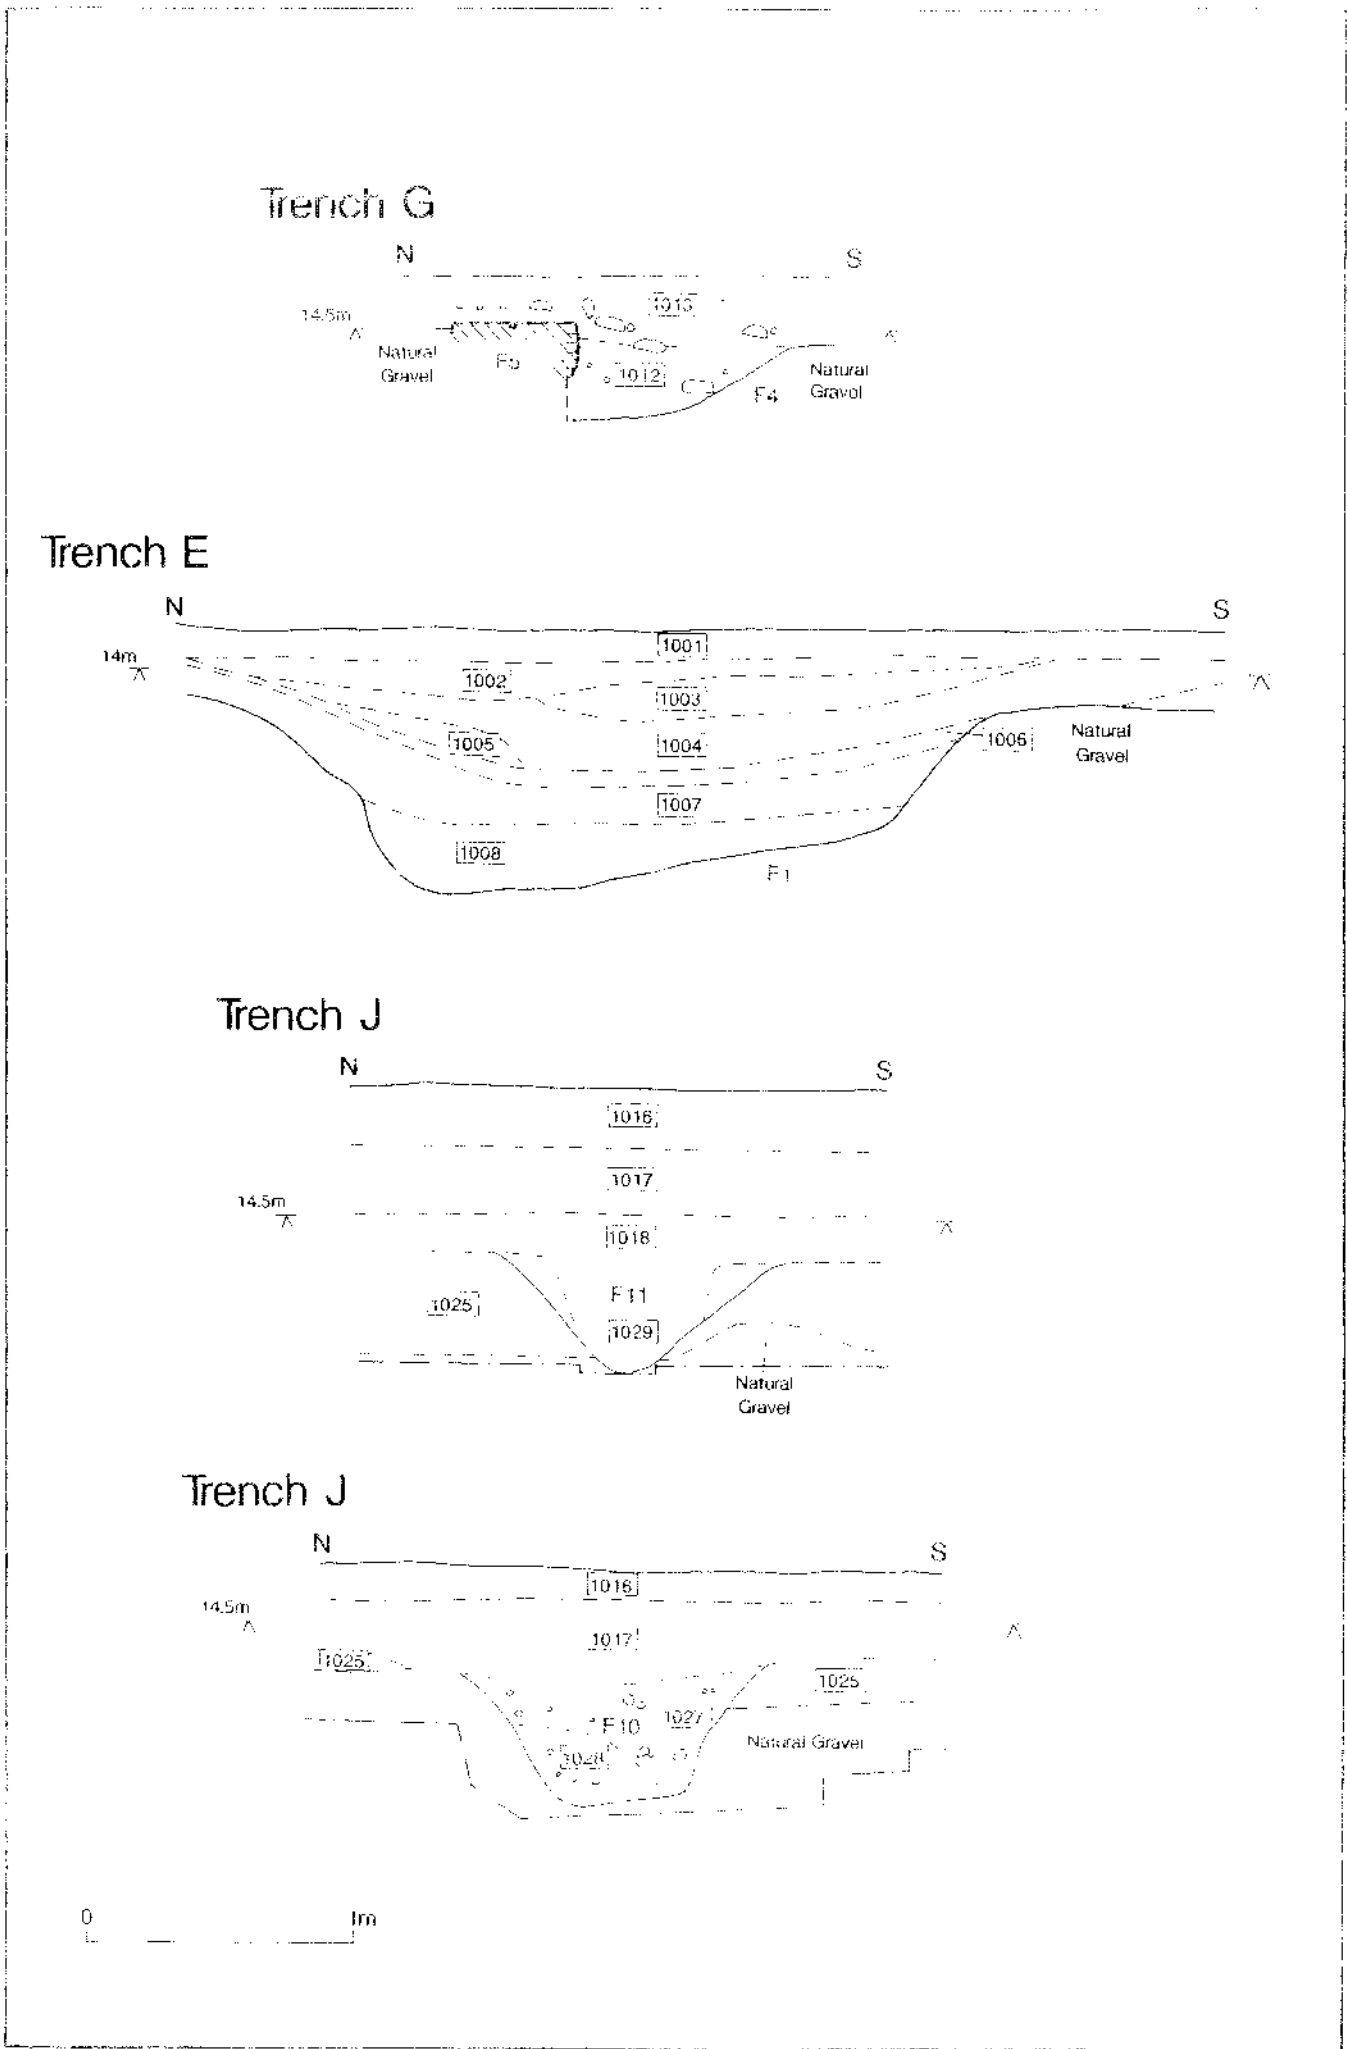 Trench G
N
S
1013
14.5m
Natural
Gravel
F5
1012
F4
Natural
Gravel
Trench E
N
S
1001
14m
1002
1003
1005
1004
1006
Natural
Gravel
1007
1008
F1
Trench J
N
S
1016
1017
14.5m
1018
F11
1025
1029
Natural
Gravel
Trench J
N
S
1016
14.5m
1017
1025
1025
1027
F10
Natural Gravel
1028
0
1m